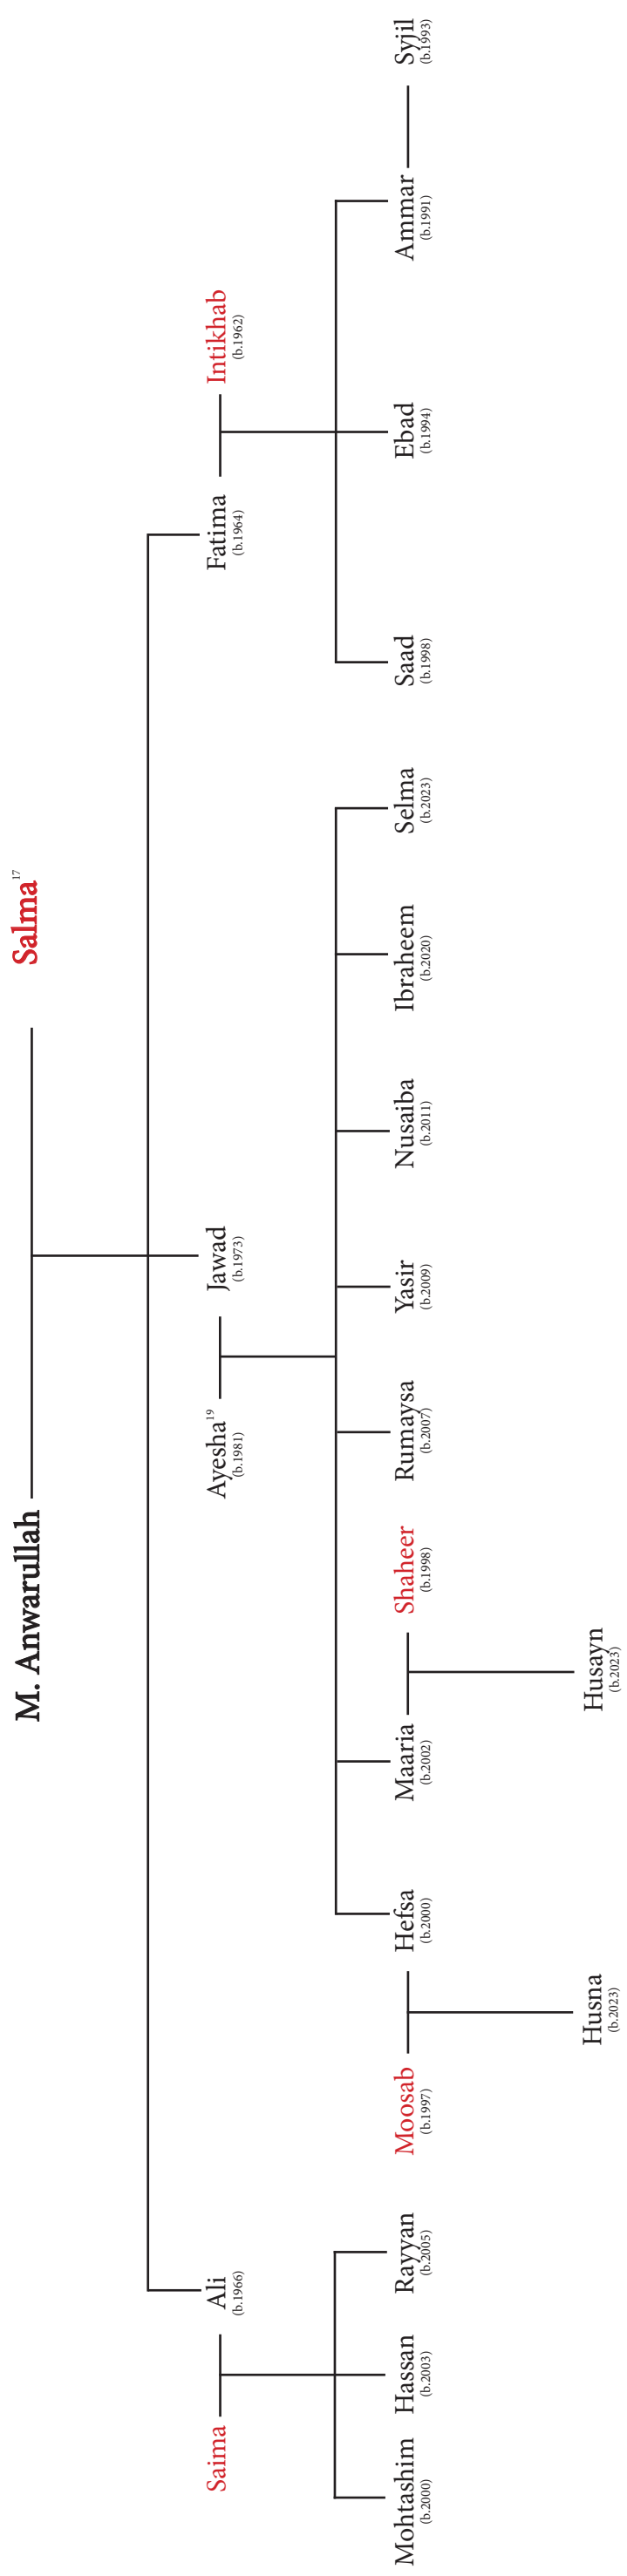 M. Anwarullah
Salma17
Saima
Ali
(b.1966)
Ayesha19
(b.1981)
Jawad
(b.1973)
Fatima
(b.1964)
Intikhab
(b.1962)
Mohtashim
(b.2000)
Hassan
(b.2003)
Rayyan
(b.2005)
Moosab
(b.1997)
Hefsa
(b.2000)
Maaria
(b.2002)
Shaheer
(b.1998)
Rumaysa
(b.2007)
Yasir
(b.2009)
Nusaiba
(b.2011)
Ibraheem
(b.2020)
Selma
(b.2023)
Saad
(b.1998)
Ebad
(b.1994)
Ammar
(b.1991)
Syjil
(b.1993)
Husna
(b.2023)
Husayn
(b.2023)